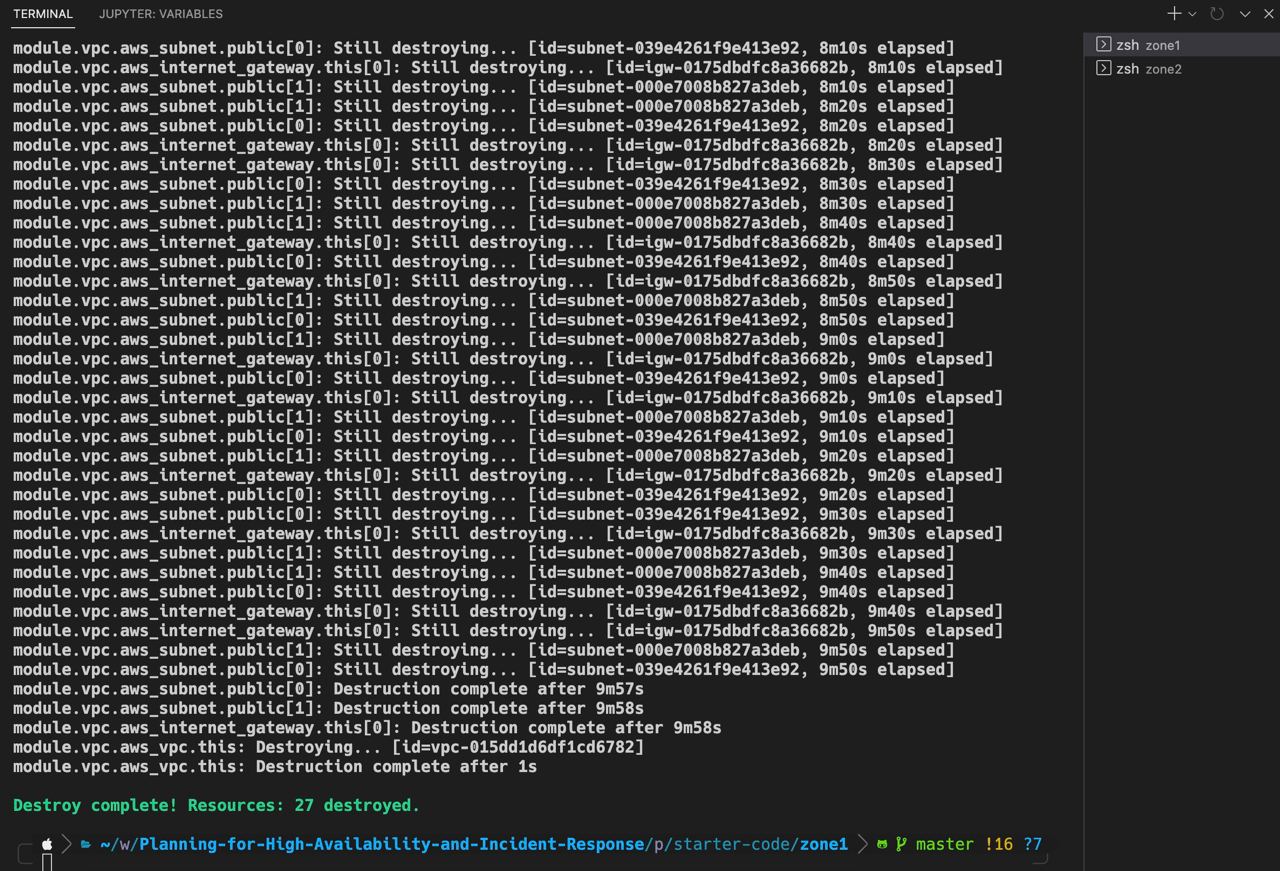 TERMINAL JUPYTER: VARIABLES
module.vpc.aws_subnet.public[0]: Still destroying... [id=subnet-039e4261f9e413e92, 8m10s elapsed]
module.vpc.aws_internet_gateway.this[0]: Still destroying... [id=igw-0175dbdfc8a36682b, 8m10s elapsed]
module.vpc.aws_subnet.public[1]: Still destroying... [id=subnet-000e7008b827a3deb, 8m10s elapsed]
module.vpc.aws_subnet.public[1]: Still destroying... [id=subnet-000e7008b827a3deb, 8m20s elapsed]
module.vpc.aws_subnet.public[0]: Still destroying... [id=subnet-039e4261f9e413e92, 8m20s elapsed]
module.vpc.aws_internet_gateway.this[0]: Still destroying... [id=igw-0175dbdfc8a36682b, 8m20s elapsed]
module.vpc.aws_internet_gateway.this[0]: Still destroying... [id=igw-0175dbdfc8a36682b, 8m30s elapsed]
module.vpc.aws_subnet.public[0]: Still destroying... [id=subnet-039e4261f9e413e92, 8m30s elapsed]
module.vpc.aws_subnet.public[1]: Still destroying... [id=subnet-000e7008b827a3deb, 8m30s elapsed]
module.vpc.aws_subnet.public[1]: Still destroying... [id=subnet-000e7008b827a3deb, 8m40s elapsed]
module.vpc.aws_internet_gateway.this[0]: Still destroying... [id=igw-0175dbdfc8a36682b, 8m40s elapsed]
module.vpc.aws_subnet.public[0]: Still destroying... [id=subnet-039e4261f9e413e92, 8m40s elapsed]
module.vpc.aws_internet_gateway.this[0]: Still destroying... [id=igw-0175dbdfc8a36682b, 8m50s elapsed]
module.vpc.aws_subnet.public[1]: Still destroying... [id=subnet-000e7008b827a3deb, 8m50s elapsed]
module.vpc.aws_subnet.public[0]: Still destroying... [id=subnet-039e4261f9e413e92, 8m50s elapsed]
module.vpc.aws_subnet.public[1]: Still destroying... [id=subnet-000e7008b827a3deb, 9m0s elapsed]
module.vpc.aws_internet_gateway.this[0]: Still destroying... [id=igw-0175dbdfc8a36682b, 9m0s elapsed]
module.vpc.aws_subnet.public[0]: Still destroying... [id=subnet-039e4261f9e413e92, 9m0s elapsed]
module.vpc.aws_internet_gateway.this[0]: Still destroying... [id=igw-0175dbdfc8a36682b, 9m10s elapsed]
module.vpc.aws_subnet.public[1]: Still destroying... [id=subnet-000e7008b827a3deb, 9m10s elapsed]
module.vpc.aws_subnet.public[0]: Still destroying... [id=subnet-039e4261f9e413e92, 9m10s elapsed]
module.vpc.aws_subnet.public[1]: Still destroying... [id=subnet-000e7008b827a3deb, 9m20s elapsed]
module.vpc.aws_internet_gateway.this[0]: Still destroying... [id=igw-0175dbdfc8a36682b, 9m20s elapsed]
module.vpc.aws_subnet.public[0]: Still destroying... [id=subnet-039e4261f9e413e92, 9m20s elapsed]
module.vpc.aws_subnet.public[0]: Still destroying... [id=subnet-039e4261f9e413e92, 9m30s elapsed]
module.vpc.aws_internet_gateway.this[0]: Still destroying... [id=igw-0175dbdfc8a36682b, 9m30s elapsed]
module.vpc.aws_subnet.public[1]: Still destroying... [id=subnet-000e7008b827a3deb, 9m30s elapsed]
module.vpc.aws_subnet.public[1]: Still destroying... [id=subnet-000e7008b827a3deb, 9m40s elapsed]
module.vpc.aws_subnet.public[0]: Still destroying... [id=subnet-039e4261f9e413e92, 9m40s elapsed]
module.vpc.aws_internet_gateway.this[0]: Still destroying... [id=igw-0175dbdfc8a36682b, 9m40s elapsed]
module.vpc.aws_internet_gateway.this[0]: Still destroying... [id=igw-0175dbdfc8a36682b, 9m50s elapsed]
module.vpc.aws_subnet.public[1]: Still destroying... [id=subnet-000e7008b827a3deb, 9m50s elapsed]
module.vpc.aws_subnet.public[0]: Still destroying... [id=subnet-039e4261f9e413e92, 9m50s elapsed]
module.vpc.aws_subnet.public[0]: Destruction complete after 9m57s
module.vpc.aws_subnet.public[1]: Destruction complete after 9m58s
module.vpc.aws_internet_gateway.this[0]: Destruction complete after 9m58s
module.vpc.aws_vpc.this: Destroying... [id=vpc-015dd1d6df1cd6782]
module.vpc.aws_vpc.this: Destruction complete after 1s
Destroy complete! Resources: 27 destroyed.
~/w/Planning-for-High-Availability-and-Incident-Response/p/starter-code/zone1 master !16 ?7
zsh zone1
zsh zone2